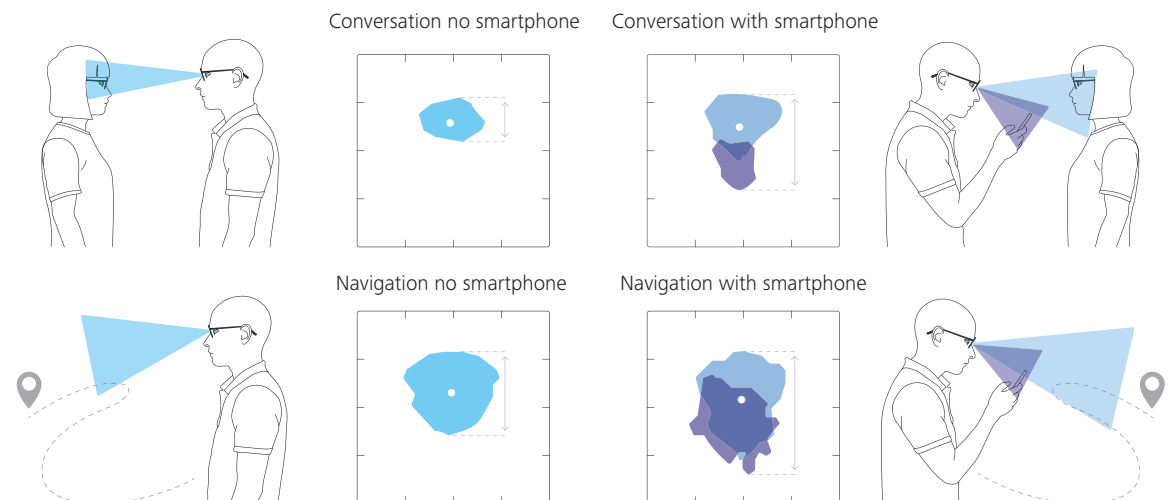 Conversation no smartphone
Conversation with smartphone
Navigation no smartphone
Navigation with smartphone